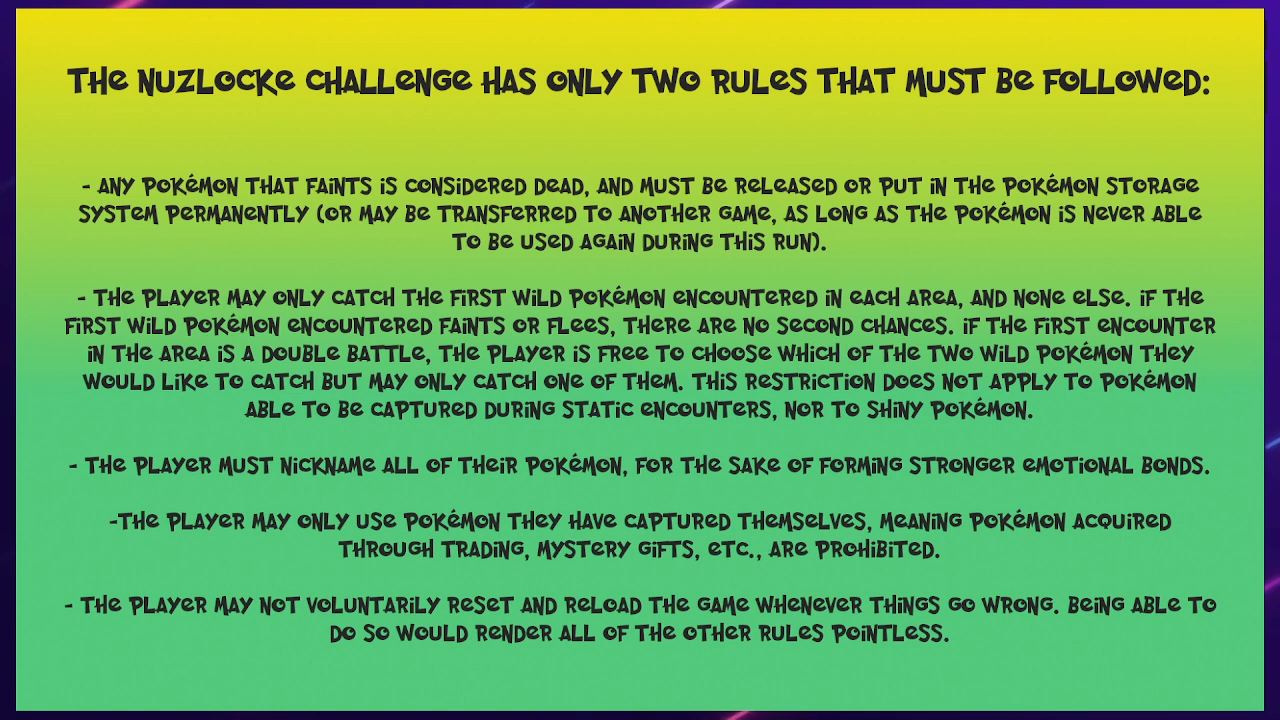 THE NUZLOCKE CHALLENGE HAS ONLY TWO RULES THAT MUST BE FOLLOWED:
- ANY POKÉMON THAT FAINTS IS CONSIDERED DEAD, AND MUST BE RELEASED OR PUT IN THE POKÉMON STORAGE
SYSTEM PERMANENTLY (OR MAY BE TRANSFERRED TO ANOTHER GAME, AS LONG AS THE POKÉMON IS NEVER ABLE
TO BE USED AGAIN DURING THIS RUN).
- THE PLAYER MAY ONLY CATCH THE FIRST WILD POKÉMON ENCOUNTERED IN EACH AREA, AND NONE ELSE. IF THE
FIRST WILD POKÉMON ENCOUNTERED FAINTS OR FLEES, THERE ARE NO SECOND CHANCES. IF THE FIRST ENCOUNTER
IN THE AREA IS A DOUBLE BATTLE, THE PLAYER IS FREE TO CHOOSE WHICH OF THE TWO WILD POKÉMON THEY
WOULD LIKE TO CATCH BUT MAY ONLY CATCH ONE OF THEM. THIS RESTRICTION DOES NOT APPLY TO POKÉMON
ABLE TO BE CAPTURED DURING STATIC ENCOUNTERS, NOR TO SHINY POKÉMON.
- THE PLAYER MUST NICKNAME ALL OF THEIR POKÉMON, FOR THE SAKE OF FORMING STRONGER EMOTIONAL BONDS.
-THE PLAYER MAY ONLY USE POKÉMON THEY HAVE CAPTURED THEMSELVES, MEANING POKÉMON ACQUIRED
THROUGH TRADING, MYSTERY GIFTS, ETC., ARE PROHIBITED.
- THE PLAYER MAY NOT VOLUNTARILY RESET AND RELOAD THE GAME WHENEVER THINGS GO WRONG. BEING ABLE TO
DO SO WOULD RENDER ALL OF THE OTHER RULES POINTLESS.